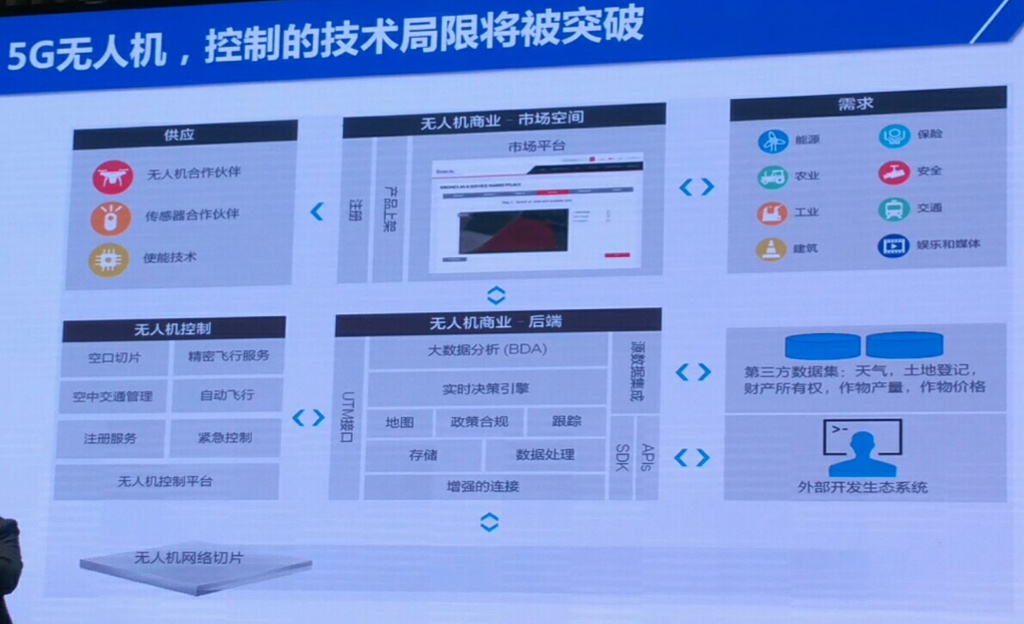 5G无人机，控制的技术局限将被突破
供应
无人机合作伙伴
传感器合作伙伴
使能技术
无人机商业 - 市场空间
注册
产品上架
市场平台
DRONES AS A SERVICE MARKETPLACE
需求
能源
保险
农业
安全
工业
交通
建筑
娱乐和媒体
无人机控制
空口切片
精密飞行服务
空中交通管理
自动飞行
注册服务
紧急控制
无人机控制平台
无人机商业 - 后端
UTM接口
大数据分析 (BDA)
实时决策引擎
地图
政策合规
跟踪
存储
数据处理
增强的连接
源数据集成
SDK
APIs
第三方数据集：天气，土地登记，
财产所有权，作物产量，作物价格
>-
外部开发生态系统
无人机网络切片